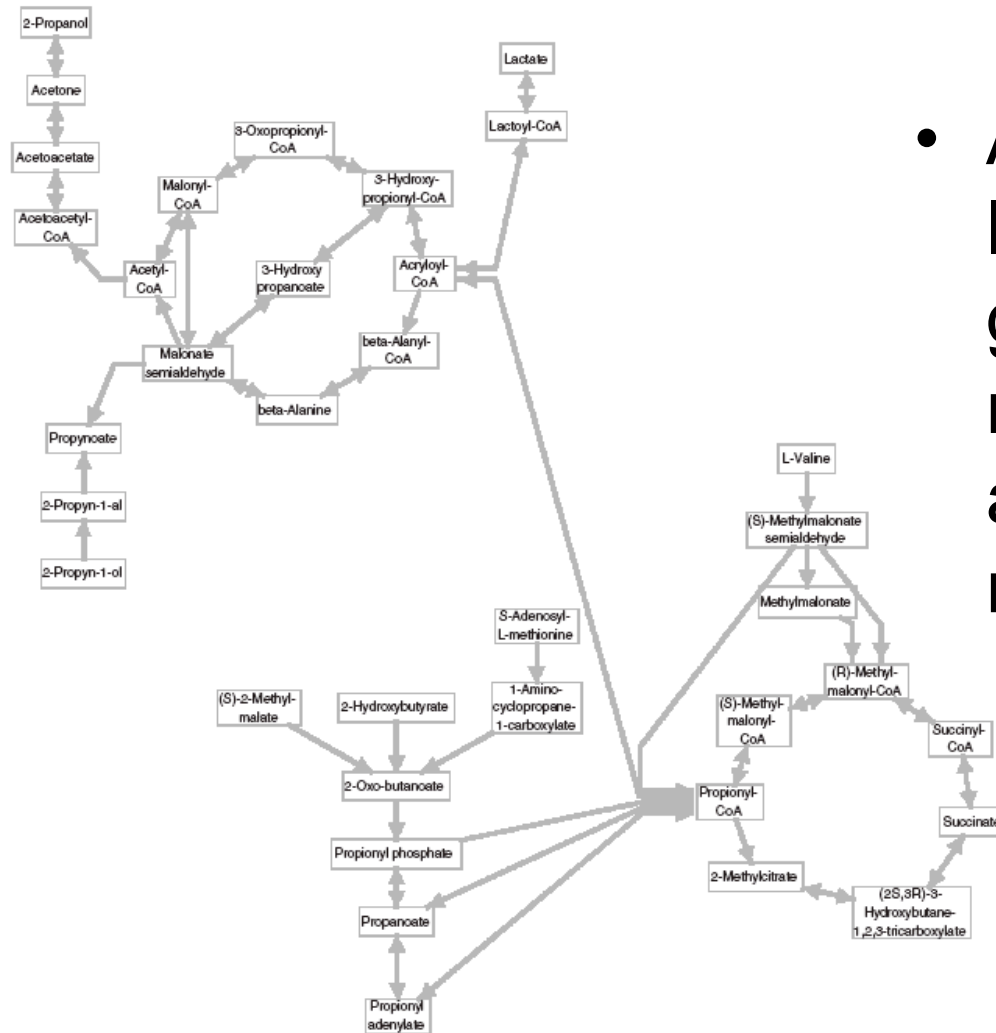 2-Propanol
Acetone
Acetoacetate
Acetoacetyl-
CoA
Lactate
Lactoyl-CoA
3-Oxopropionyl-
CoA
Malonyl-
CoA
3-Hydroxy-
propionyl-CoA
Acetyl-
CoA
3-Hydroxy
propanoate
Acryloyl-
CoA
beta-Alanyl-
CoA
Malonate
semialdehyde
beta-Alanine
Propynoate
2-Propyn-1-al
2-Propyn-1-ol
L-Valine
(S)-Methylmalonate
semialdehyde
Methylmalonate
S-Adenosyl-
L-methionine
(S)-2-Methyl-
malate
2-Hydroxybutyrate
1-Amino-
cyclopropane-
1-carboxylate
(R)-Methyl-
malonyl-CoA
(S)-Methyl-
malonyl-
CoA
Succinyl-
CoA
2-Oxo-butanoate
Propionyl-
CoA
Succinate
Propionyl phosphate
2-Methylcitrate
(2S,3R)-3-
Hydroxybutane-
1,2,3-tricarboxylate
Propanoate
Propionyl
adenylate